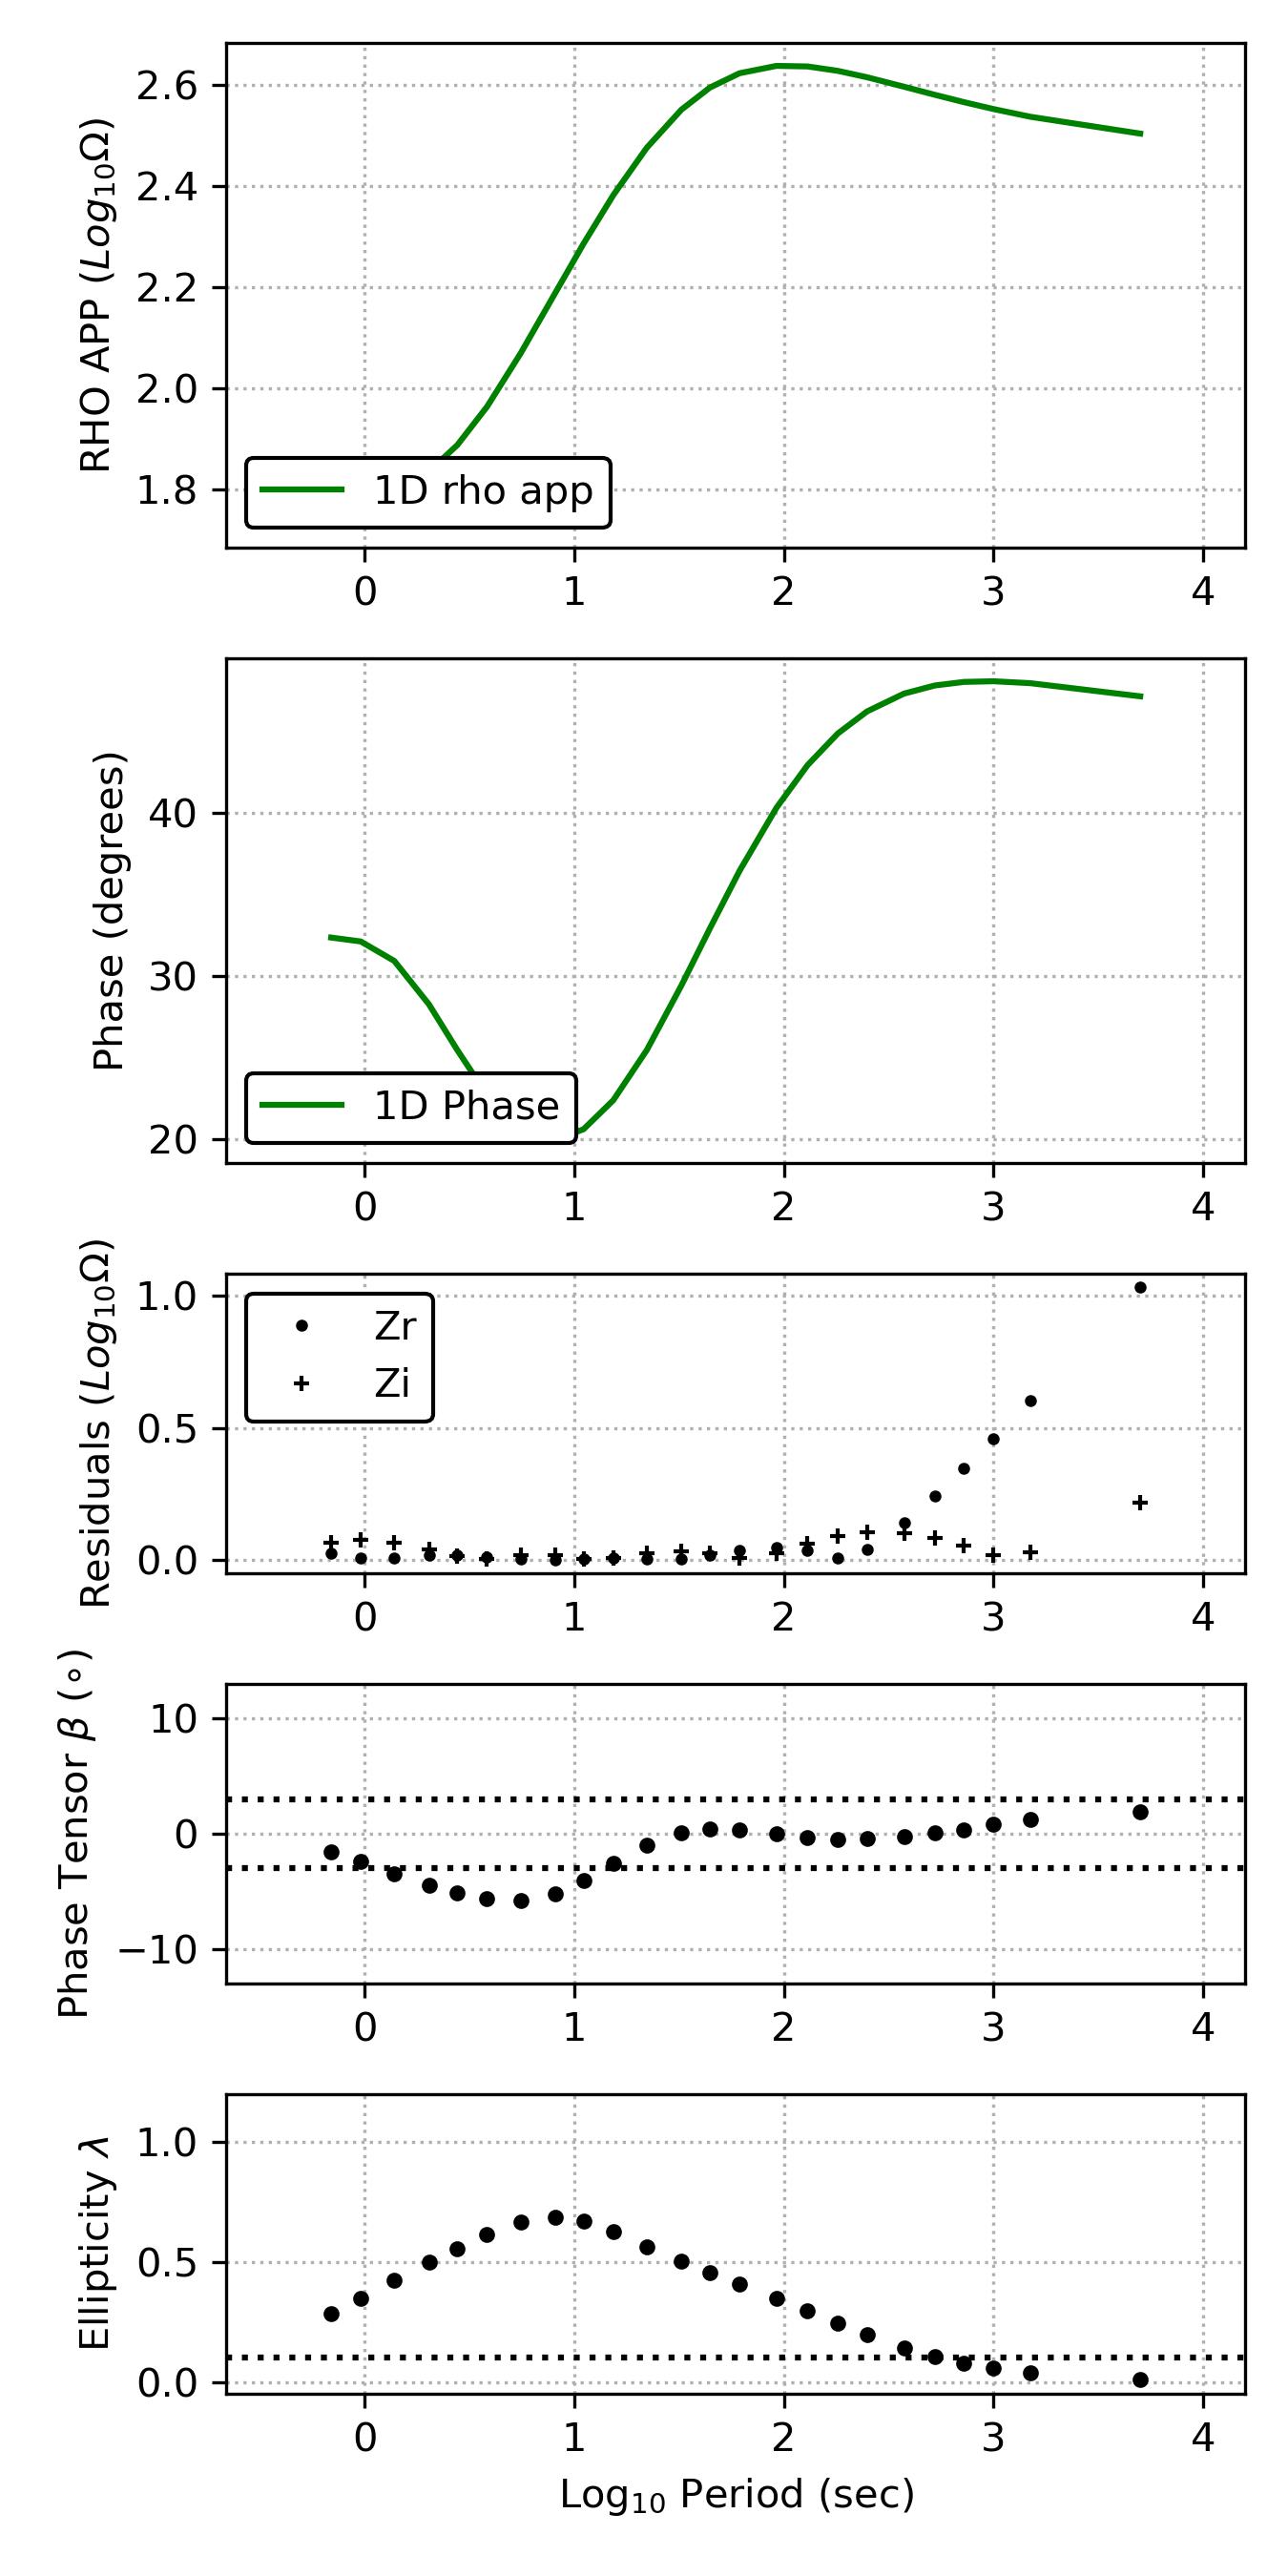 RHO APP (Log₁₀Ω)
2.6
2.4
2.2
2.0
1.8
1D rho app
0 1 2 3 4
Phase (degrees)
40
30
20
1D Phase
0 1 2 3 4
Residuals (Log₁₀Ω)
1.0
0.5
0.0
Zr
Zi
0 1 2 3 4
Phase Tensor β (∘)
10
0
−10
0 1 2 3 4
Ellipticity λ
1.0
0.5
0.0
0 1 2 3 4
Log₁₀ Period (sec)